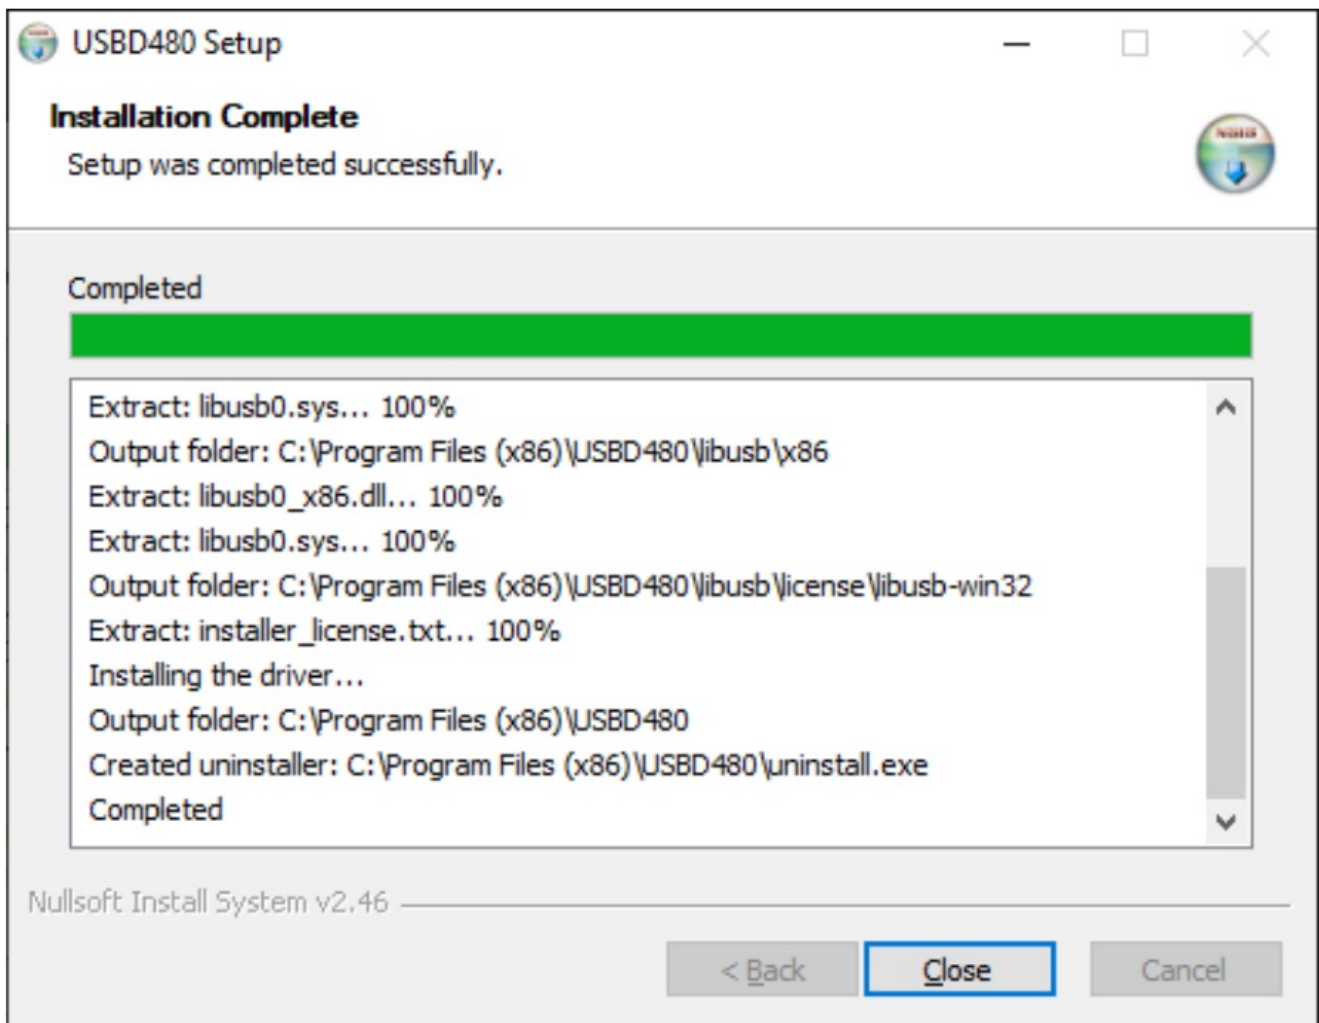 USBD480 Setup
Installation Complete
Setup was completed successfully.
Completed
Extract: libusb0.sys... 100%
Output folder: C:\Program Files (x86)\USBD480\libusb\x86
Extract: libusb0_x86.dll... 100%
Extract: libusb0.sys... 100%
Output folder: C:\Program Files (x86)\USBD480\libusb\license\libusb-win32
Extract: installer_license.txt... 100%
Installing the driver...
Output folder: C:\Program Files (x86)\USBD480
Created uninstaller: C:\Program Files (x86)\USBD480\uninstall.exe
Completed
Nullsoft Install System v2.46
< Back Close Cancel